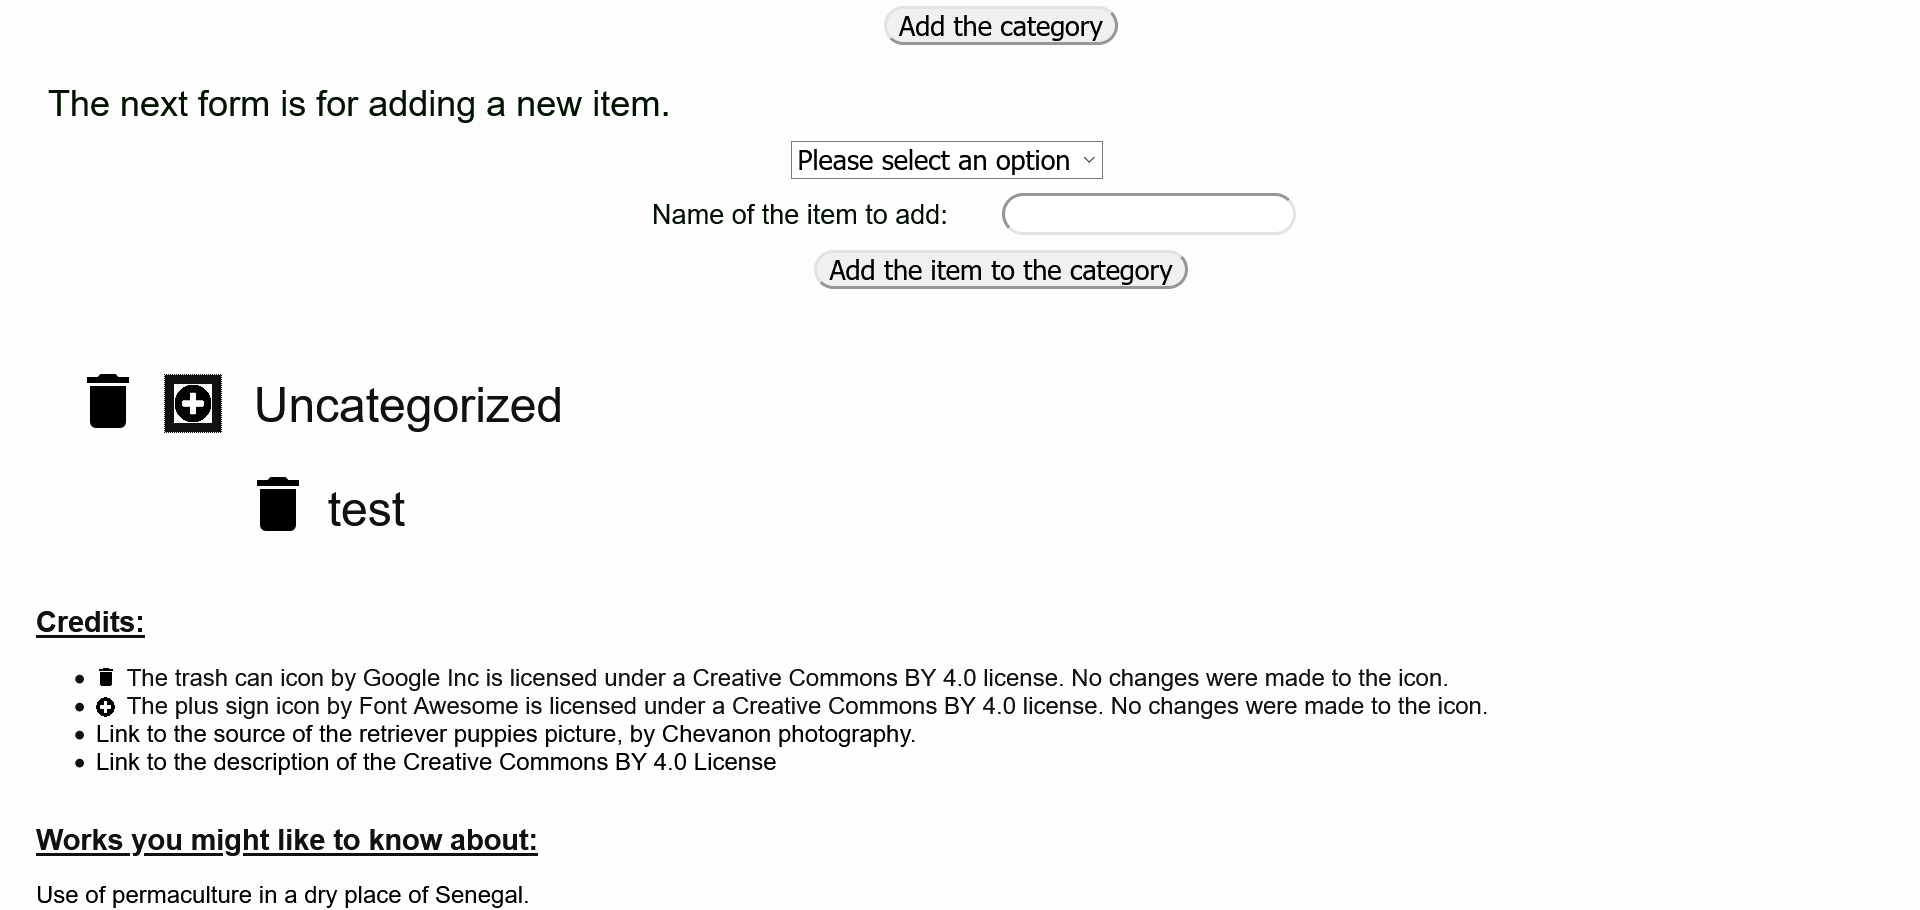 Add the category
The next form is for adding a new item.
Please select an option
Name of the item to add:
Add the item to the category
Uncategorized
test
Credits:
The trash can icon by Google Inc is licensed under a Creative Commons BY 4.0 license. No changes were made to the icon.
The plus sign icon by Font Awesome is licensed under a Creative Commons BY 4.0 license. No changes were made to the icon.
Link to the source of the retriever puppies picture, by Chevanon photography.
Link to the description of the Creative Commons BY 4.0 License
Works you might like to know about:
Use of permaculture in a dry place of Senegal.